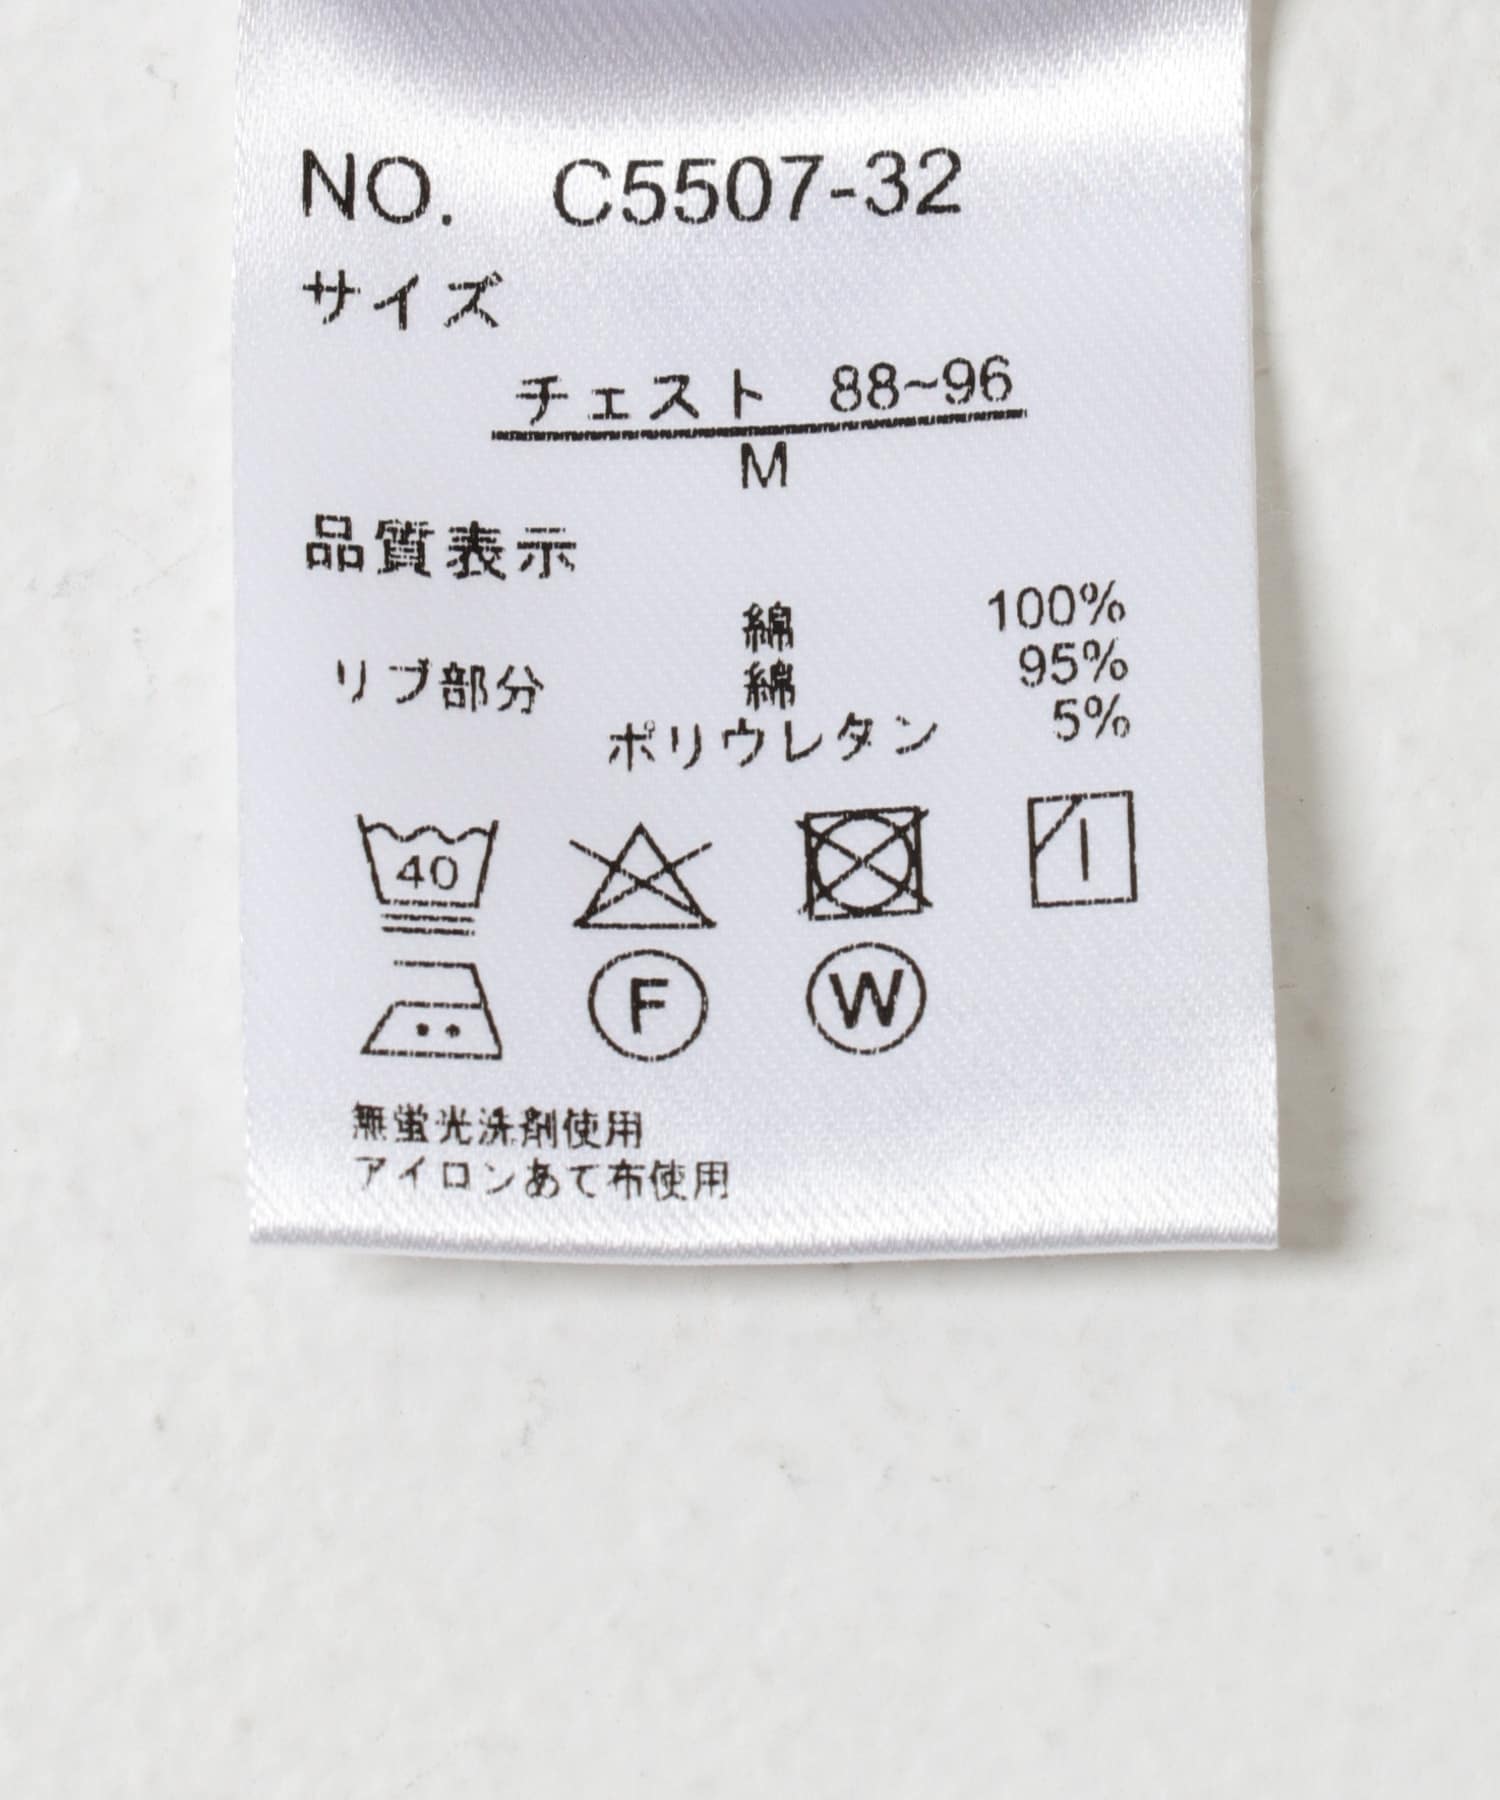 NO. C5507-32
サイズ
チェスト 88~96
M
品質表示
綿 100%
リブ部分 綿 95%
ポリウレタン 5%
40
F W
無蛍光洗剤使用
アイロンあて布使用